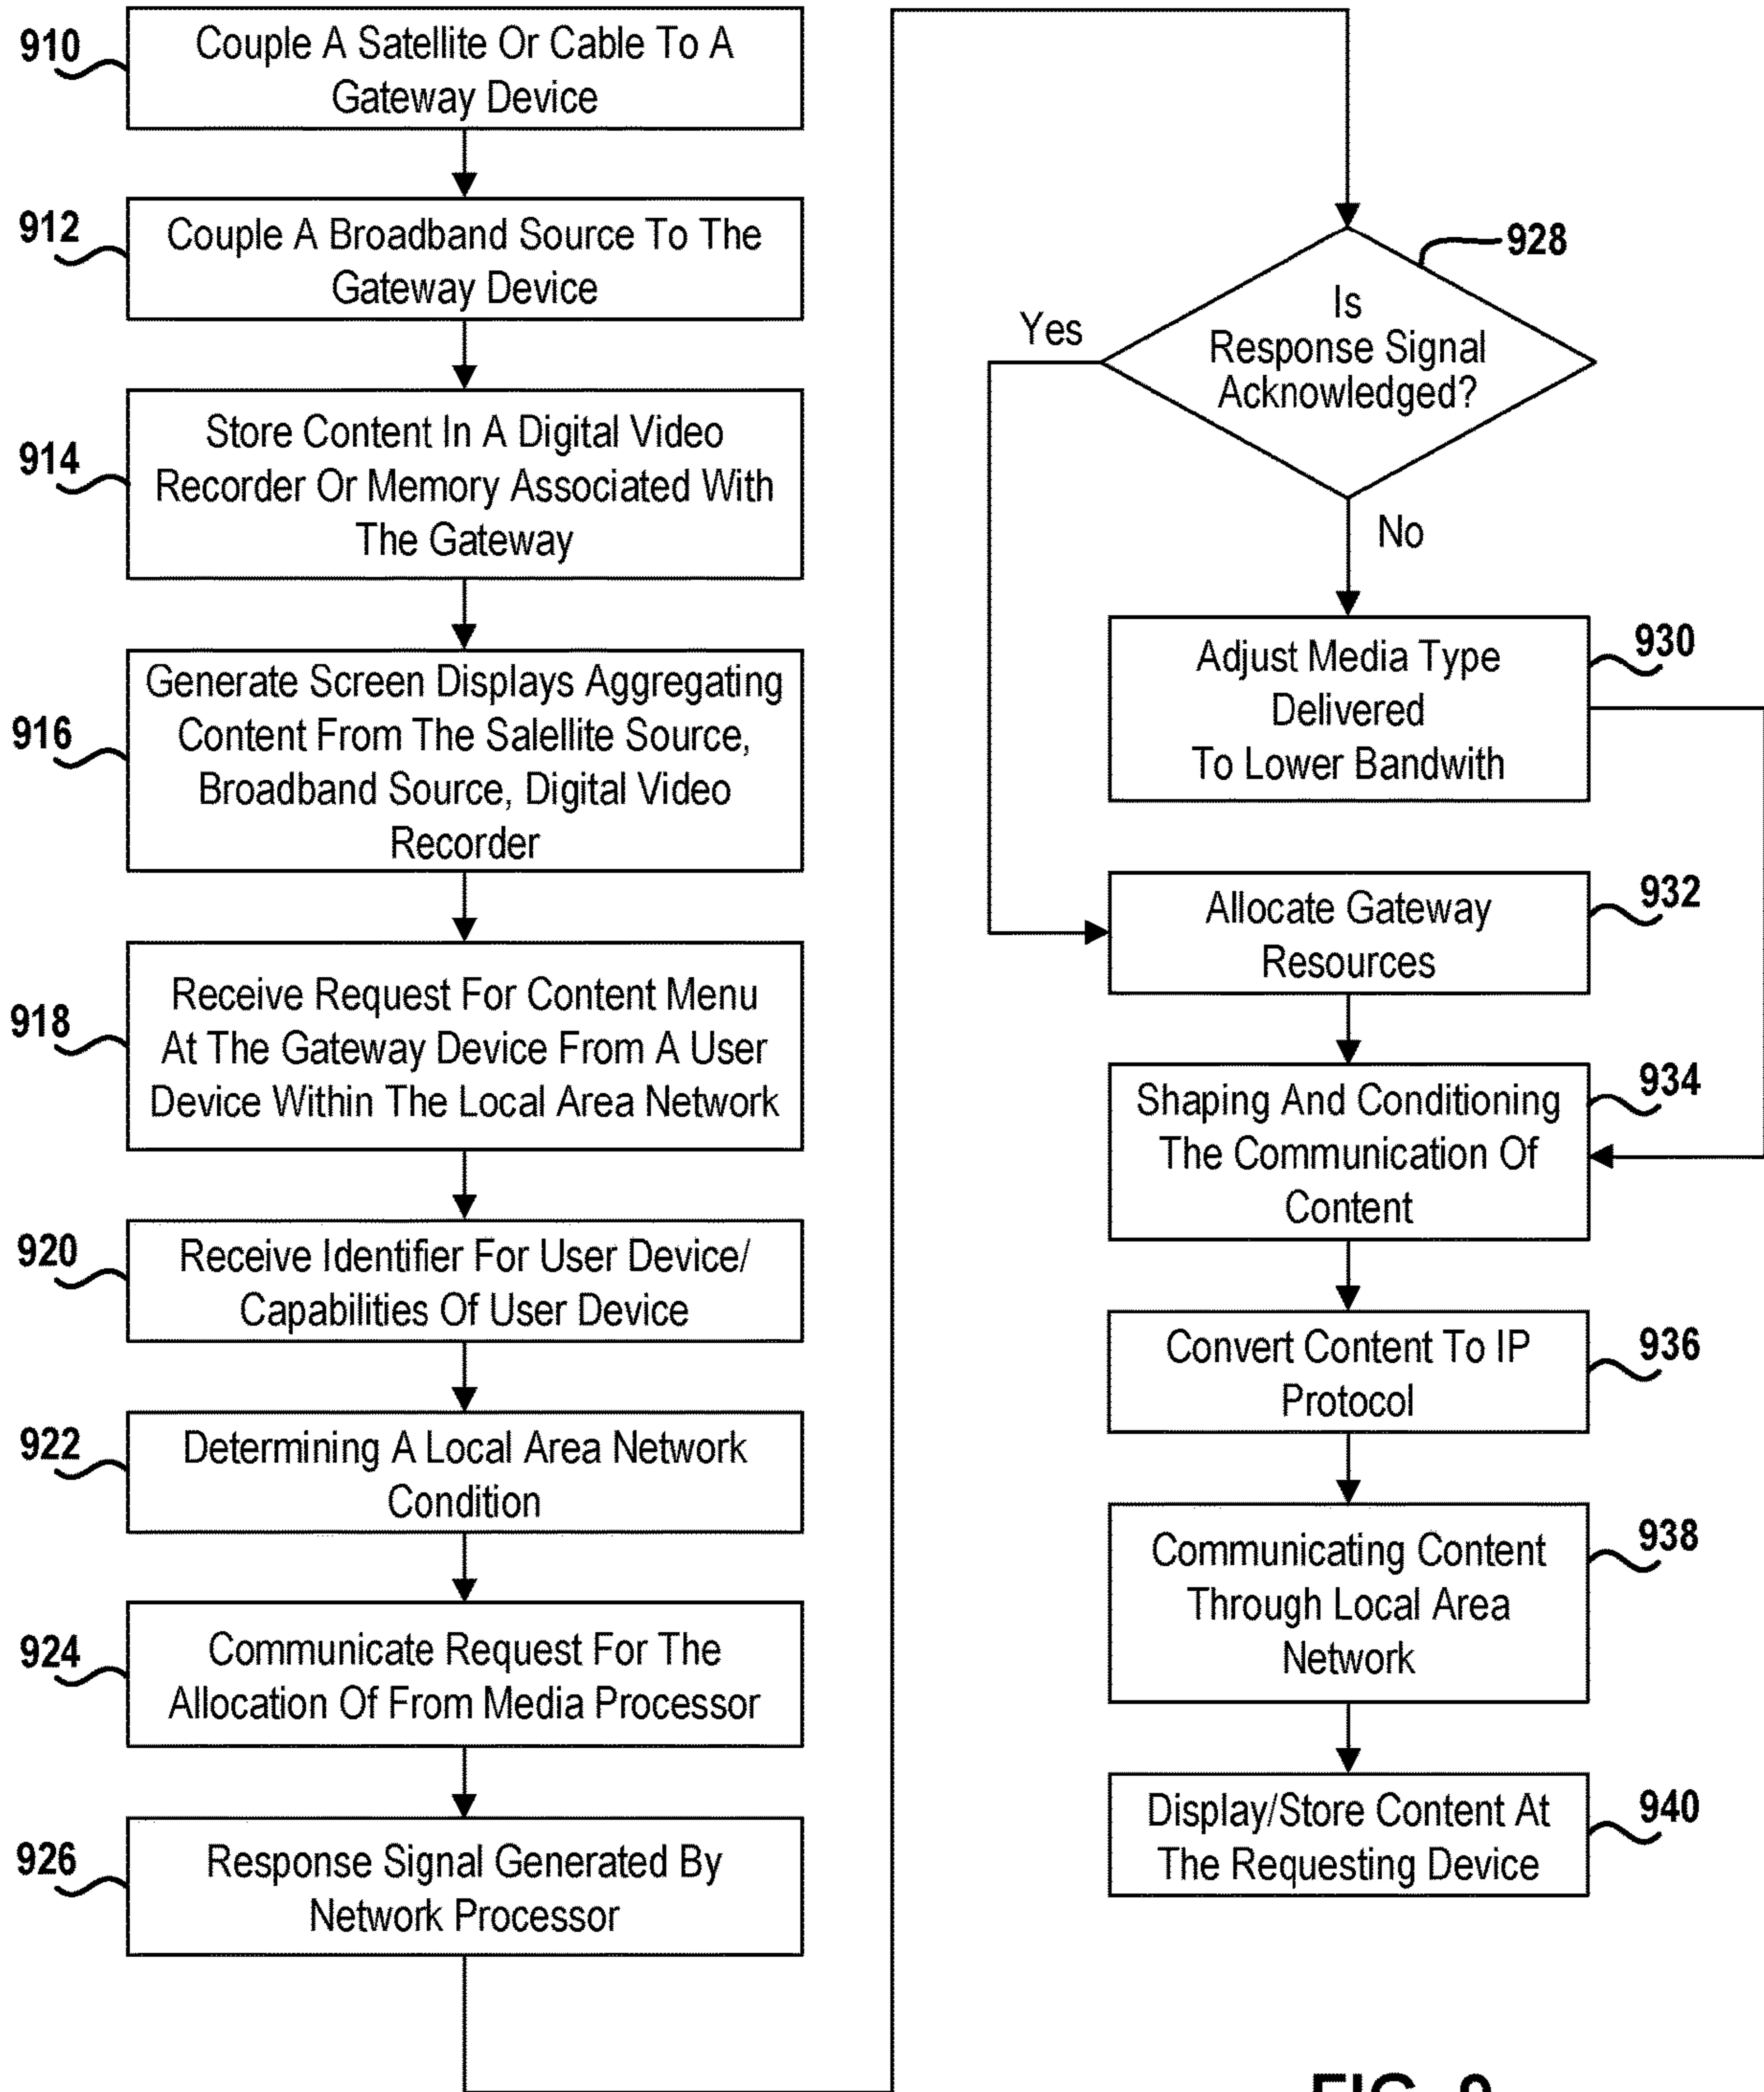 910
Couple A Satellite Or Cable To A
Gateway Device
912
Couple A Broadband Source To The
Gateway Device
914
Store Content In A Digital Video
Recorder Or Memory Associated With
The Gateway
916
Generate Screen Displays Aggregating
Content From The Salellite Source,
Broadband Source, Digital Video
Recorder
918
Receive Request For Content Menu
At The Gateway Device From A User
Device Within The Local Area Network
920
Receive Identifier For User Device/
Capabilities Of User Device
922
Determining A Local Area Network
Condition
924
Communicate Request For The
Allocation Of From Media Processor
926
Response Signal Generated By
Network Processor
928
Is
Response Signal
Acknowledged?
Yes
No
930
Adjust Media Type
Delivered
To Lower Bandwith
932
Allocate Gateway
Resources
934
Shaping And Conditioning
The Communication Of
Content
936
Convert Content To IP
Protocol
938
Communicating Content
Through Local Area
Network
940
Display/Store Content At
The Requesting Device
FIG. 9